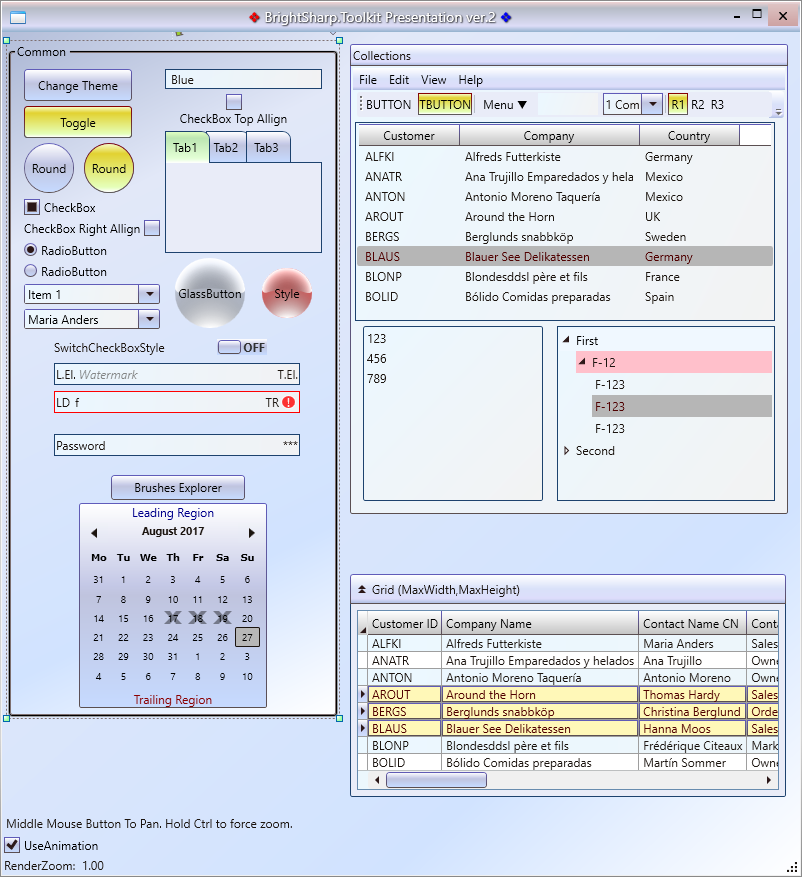 BrightSharp.Toolkit Presentation ver.2
Common
Change Theme
Toggle
Round Round
CheckBox
CheckBox Right Allign
RadioButton
RadioButton
Item 1
Maria Anders
Blue
CheckBox Top Allign
Tab1 Tab2 Tab3
GlassButton Style
SwitchCheckBoxStyle OFF
L.El. Watermark T.El.
LD f TR !
Password ***
Brushes Explorer
Leading Region
August 2017
Mo Tu We Th Fr Sa Su
31 1 2 3 4 5 6
7 8 9 10 11 12 13
14 15 16 17 18 19 20
21 22 23 24 25 26 27
28 29 30 31 1 2 3
4 5 6 7 8 9 10
Trailing Region
Collections
File Edit View Help
BUTTON TBUTTON Menu 1 Com R1 R2 R3
Customer Company Country
ALFKI Alfreds Futterkiste Germany
ANATR Ana Trujillo Emparedados y hela Mexico
ANTON Antonio Moreno Taquería Mexico
AROUT Around the Horn UK
BERGS Berglunds snabbköp Sweden
BLAUS Blauer See Delikatessen Germany
BLONP Blondesddsl père et fils France
BOLID Bólido Comidas preparadas Spain
123
456
789
First
F-12
F-123
F-123
F-123
Second
Grid (MaxWidth,MaxHeight)
Customer ID Company Name Contact Name CN Conta
ALFKI Alfreds Futterkiste Maria Anders Sales
ANATR Ana Trujillo Emparedados y helados Ana Trujillo Owne
ANTON Antonio Moreno Taquería Antonio Moreno Owne
AROUT Around the Horn Thomas Hardy Sales
BERGS Berglunds snabbköp Christina Berglund Orde
BLAUS Blauer See Delikatessen Hanna Moos Sales
BLONP Blondesddsl père et fils Frédérique Citeaux Mark
BOLID Bólido Comidas preparadas Martín Sommer Owne
Middle Mouse Button To Pan. Hold Ctrl to force zoom.
UseAnimation
RenderZoom: 1.00